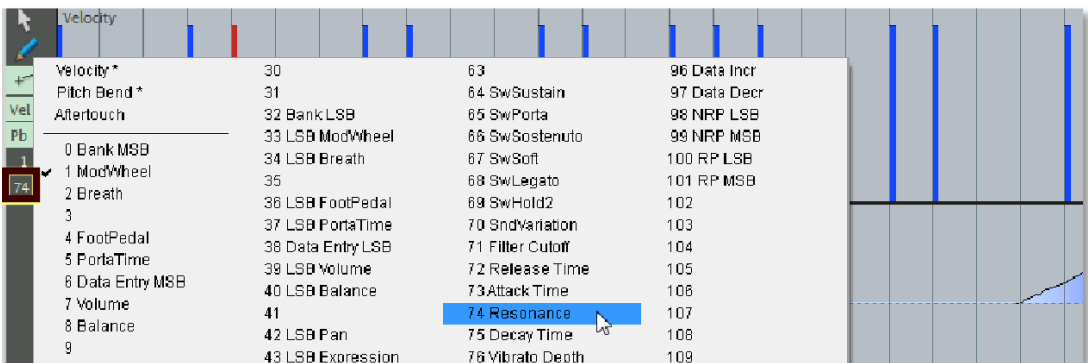 Velocity
Velocity *
Pitch Bend *
Aftertouch
0 Bank MSB
1 ModWheel
2 Breath
3
4 FootPedal
5 PortaTime
6 Data Entry MSB
7 Volume
8 Balance
9
30
31
32 Bank LSB
33 LSB ModWheel
34 LSB Breath
35
36 LSB FootPedal
37 LSB PortaTime
38 Data Entry LSB
39 LSB Volume
40 LSB Balance
41
42 LSB Pan
43 LSB Expression
63
64 SwSustain
65 SwPorta
66 SwSostenuto
67 SwSoft
68 SwLegato
69 SwHold2
70 SndVariation
71 Filter Cutoff
72 Release Time
73 Attack Time
74 Resonance
75 Decay Time
76 Vibrato Depth
96 Data Incr
97 Data Decr
98 NRP LSB
99 NRP MSB
100 RP LSB
101 RP MSB
102
103
104
105
106
107
108
109
Vel
Pb
1
74